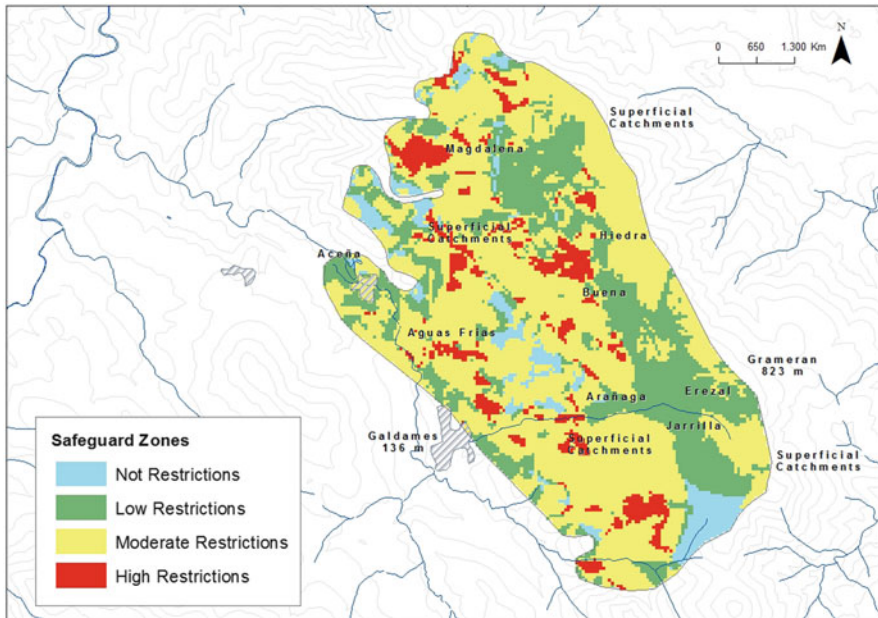 N
0 650 1.300 Km
Superficial
Catchments
Magdalena
Superficial
Catchments
Hiedra
Aceña
Buena
Aguas Frias
Grameran
823 m
Erezal
Arañaga
Jarrilla
Galdames
136 m
Superficial
Catchments
Superficial
Catchments
Safeguard Zones
Not Restrictions
Low Restrictions
Moderate Restrictions
High Restrictions